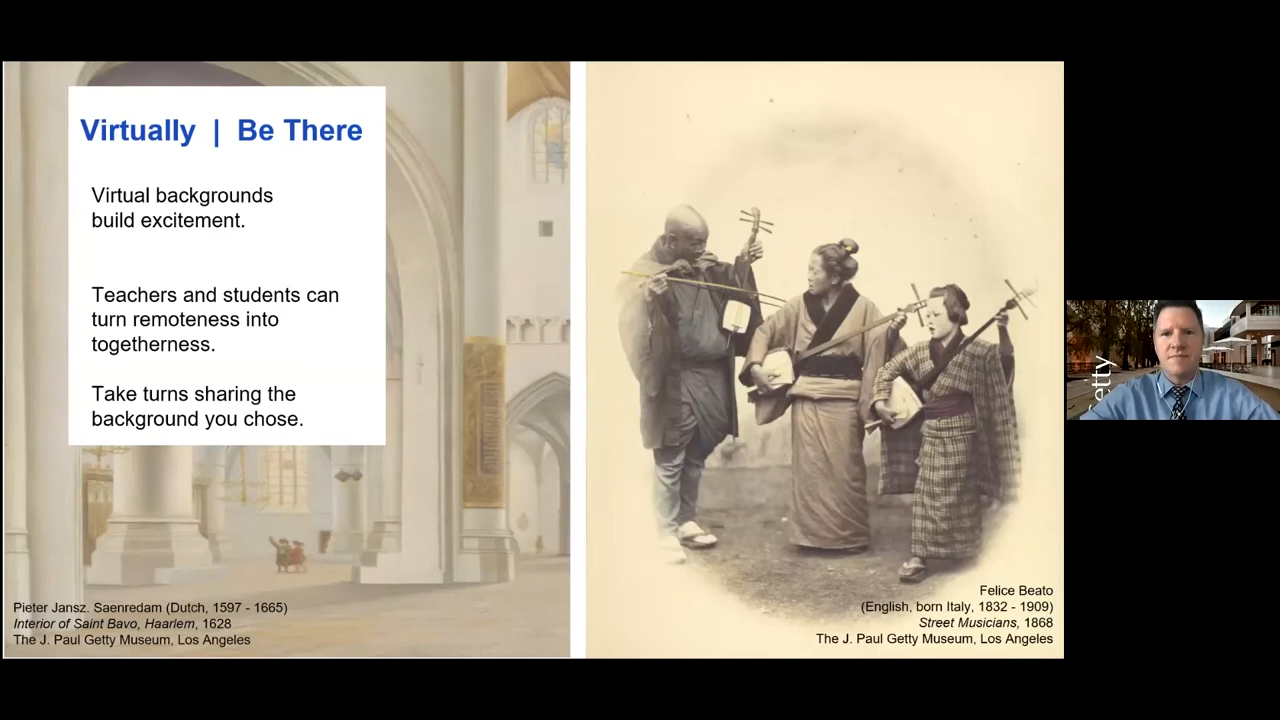 Virtually | Be There
Virtual backgrounds
build excitement.
Teachers and students can
turn remoteness into
togetherness.
Take turns sharing the
background you chose.
Pieter Jansz. Saenredam (Dutch, 1597 - 1665)
Interior of Saint Bavo, Haarlem, 1628
The J. Paul Getty Museum, Los Angeles
Felice Beato
(English, born Italy, 1832 - 1909)
Street Musicians, 1868
The J. Paul Getty Museum, Los Angeles
etty